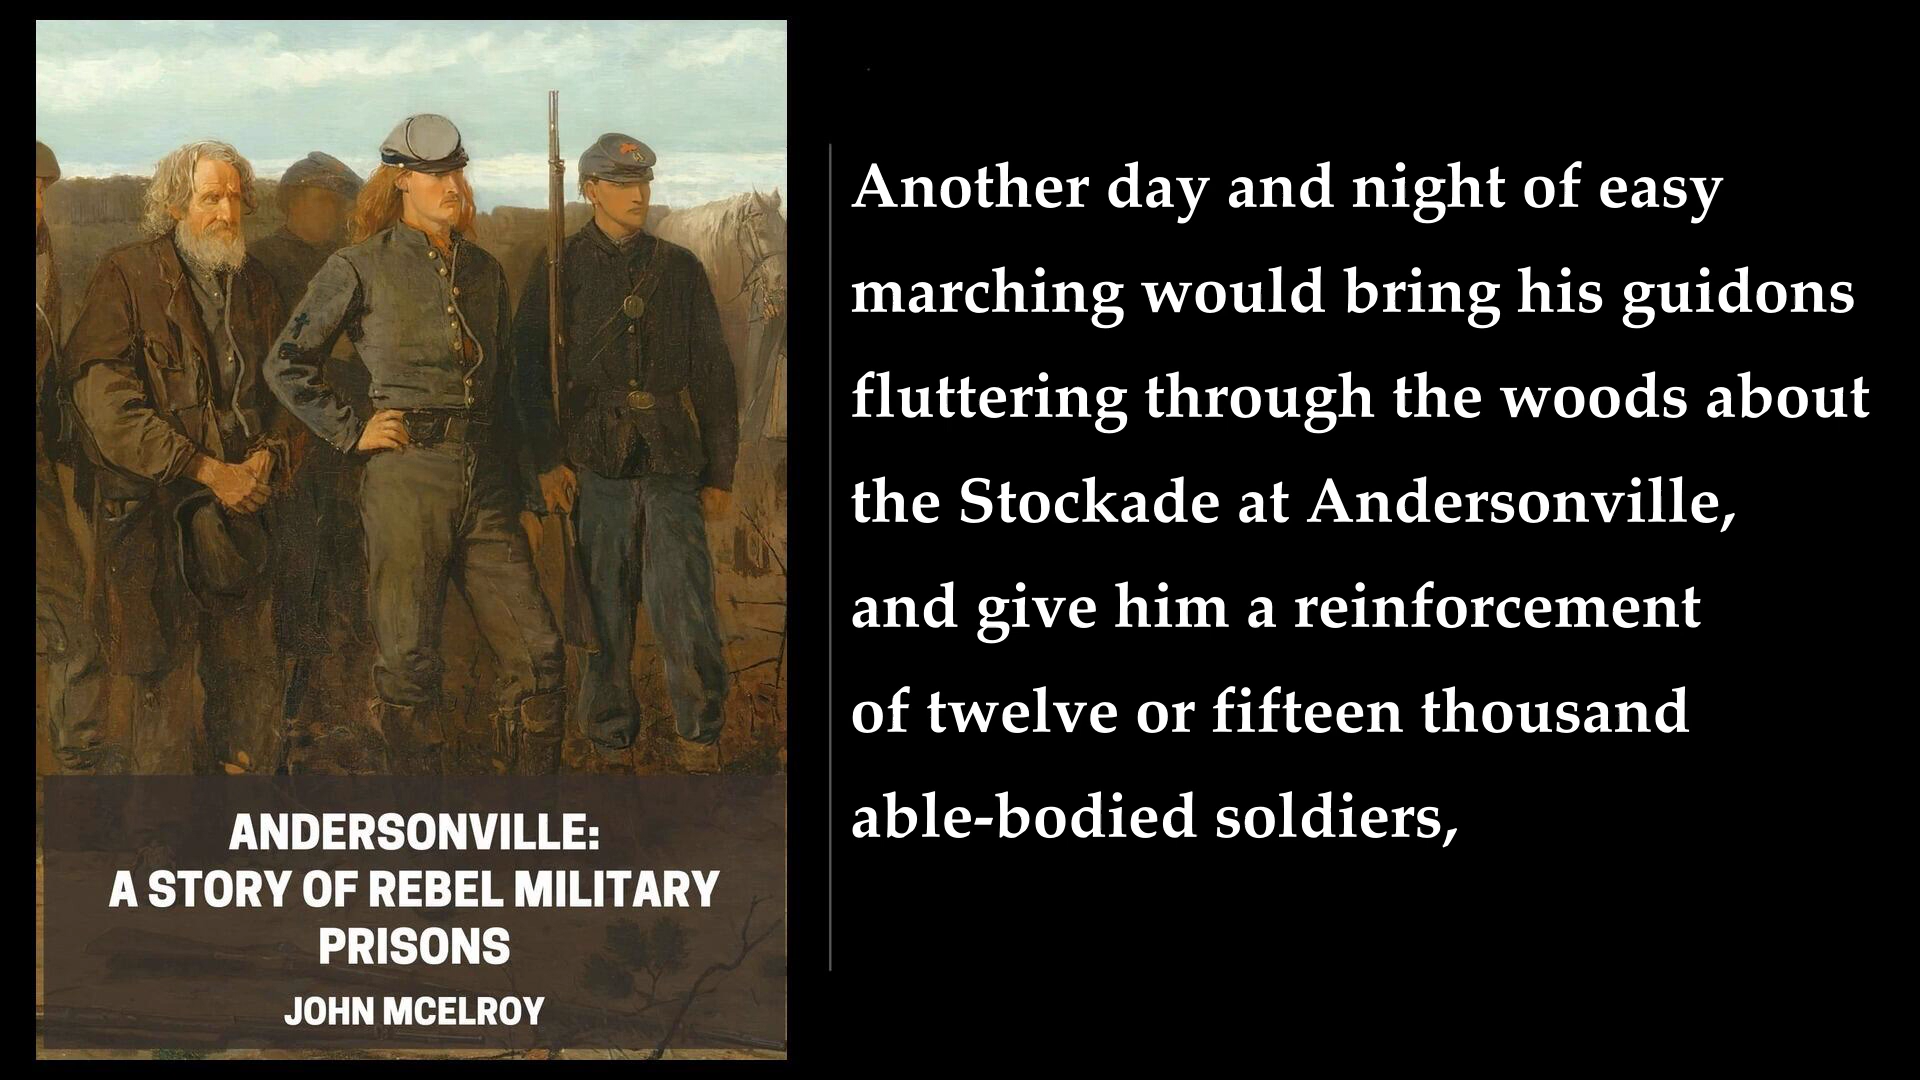 ANDERSONVILLE:
A STORY OF REBEL MILITARY
PRISONS
JOHN MCELROY
Another day and night of easy
marching would bring his guidons
fluttering through the woods about
the Stockade at Andersonville,
and give him a reinforcement
of twelve or fifteen thousand
able-bodied soldiers,